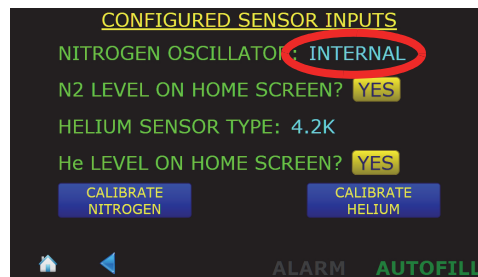 CONFIGURED SENSOR INPUTS
NITROGEN OSCILLATOR: INTERNAL
N2 LEVEL ON HOME SCREEN? YES
HELIUM SENSOR TYPE: 4.2K
He LEVEL ON HOME SCREEN? YES
CALIBRATE
NITROGEN
CALIBRATE
HELIUM
ALARM AUTOFILL